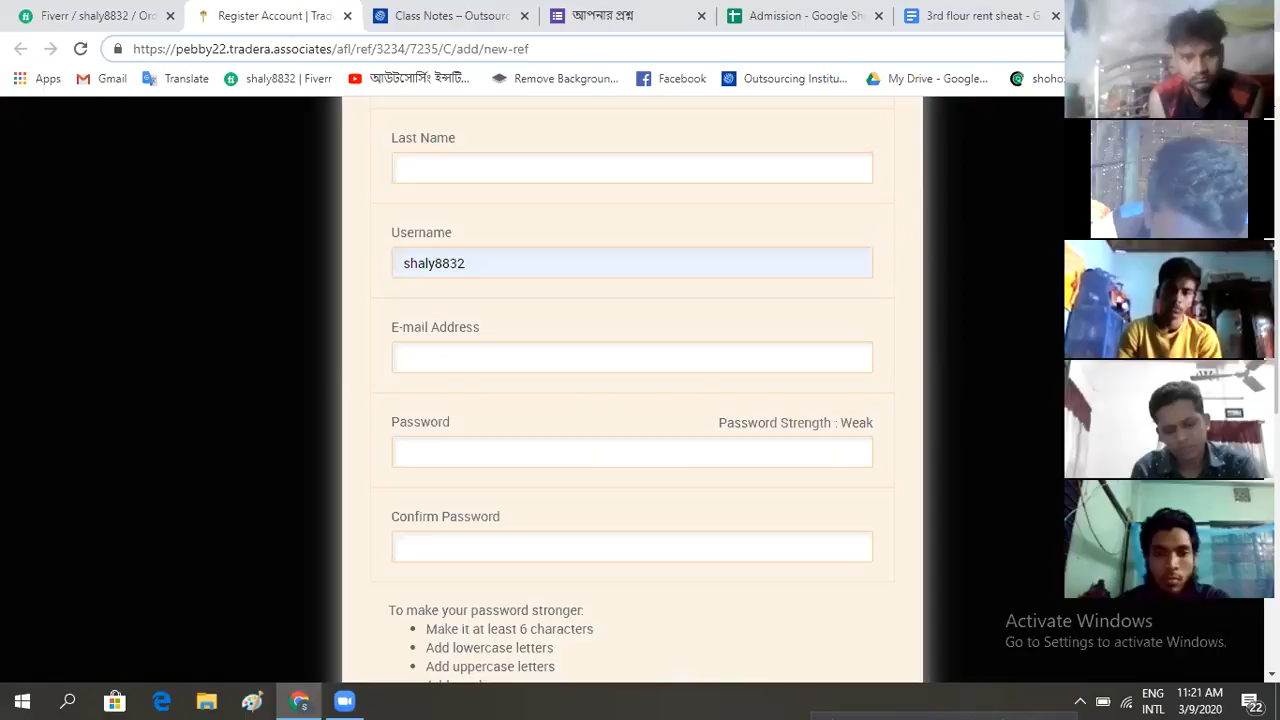 Fiverr / shaly8832 / Or
Register Account | Trad
Class Notes - Outsourc
আপনার প্রশ্ন
Admission - Google Sh
3rd flour rent sheat - G
https://pebby22.tradera.associates/afl/ref/3234/7235/C/add/new-ref
Apps
Gmail
Translate
shaly8832 | Fiverr
আউটসোর্সিং ইন্সটি...
Remove Backgroun...
Facebook
Outsourcing Institu...
My Drive - Google...
shoho
Last Name
Username
shaly8832
E-mail Address
Password
Password Strength : Weak
Confirm Password
To make your password stronger:
Make it at least 6 characters
Add lowercase letters
Add uppercase letters
Activate Windows
Go to Settings to activate Windows.
ENG
INTL
11:21 AM
3/9/2020
22